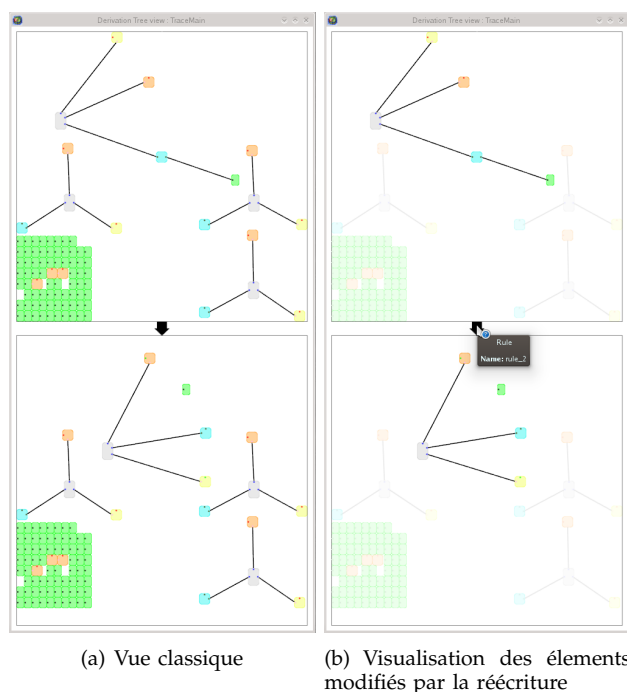 Derivation Tree view : TraceMain
Derivation Tree view : TraceMain
Rule
Name: rule_2
(a) Vue classique
(b) Visualisation des élements
modifiés par la réécriture